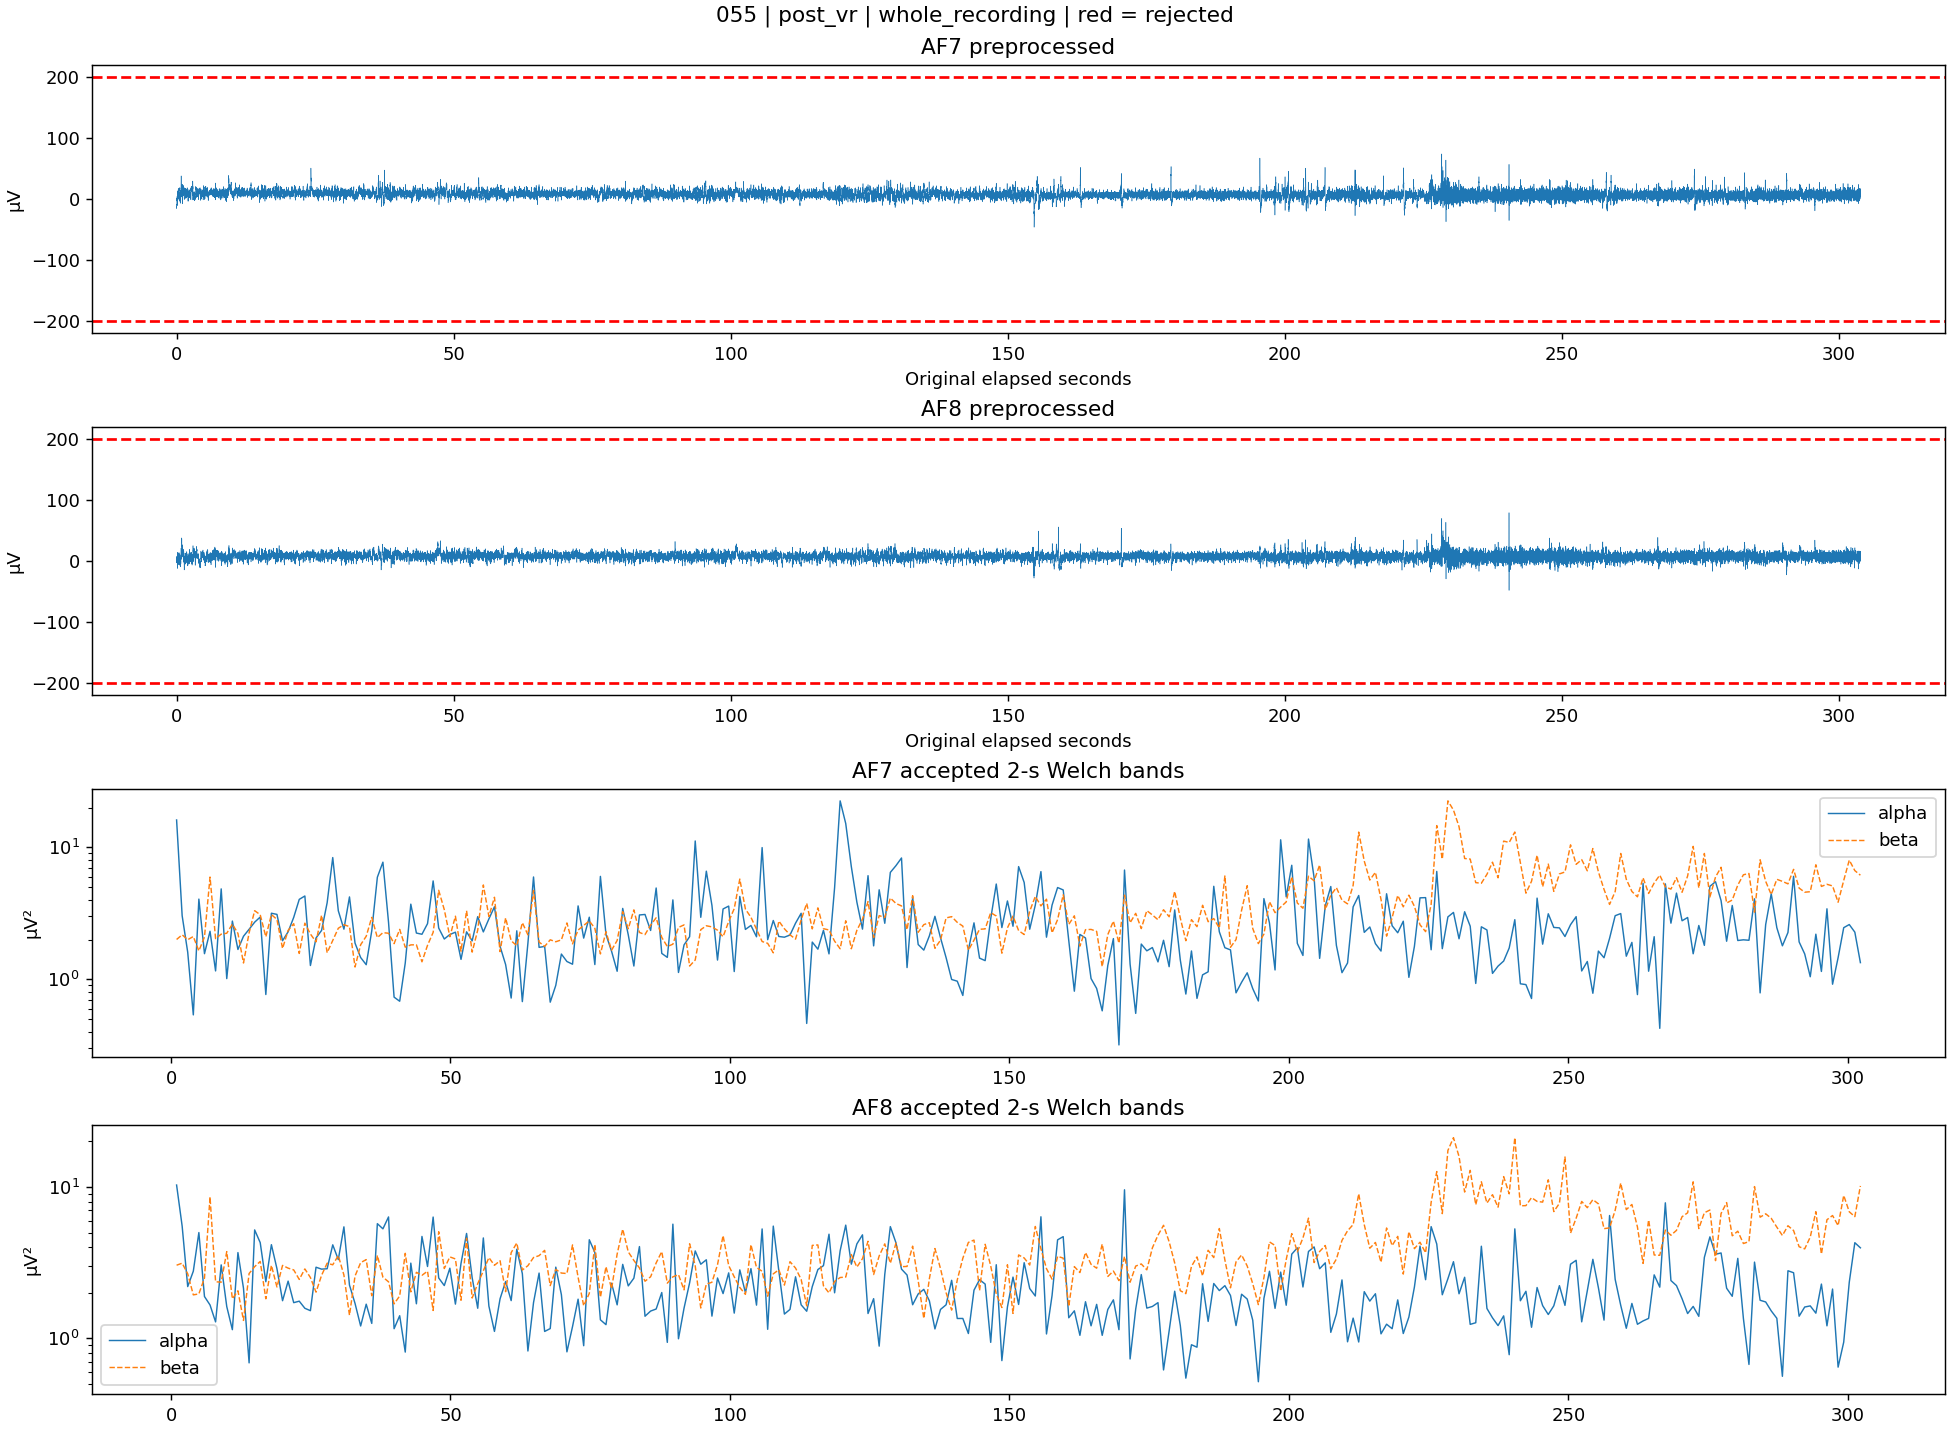 055 | post_vr | whole_recording | red = rejected
AF7 preprocessed
200
100
0
−100
−200
µV
0 50 100 150 200 250 300
Original elapsed seconds
AF8 preprocessed
200
100
0
−100
−200
µV
0 50 100 150 200 250 300
Original elapsed seconds
AF7 accepted 2-s Welch bands
alpha
beta
10¹
10⁰
µV²
0 50 100 150 200 250 300
AF8 accepted 2-s Welch bands
10¹
10⁰
µV²
alpha
beta
0 50 100 150 200 250 300